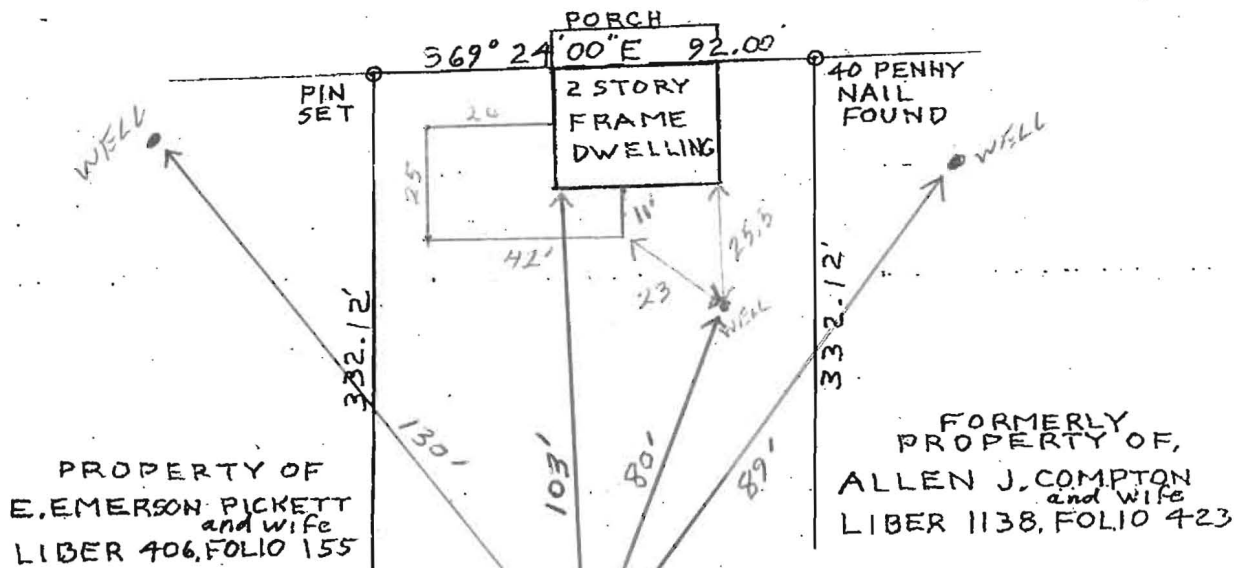 PORCH
S69° 24'00"E 92.00'
PIN
SET
2 STORY
FRAME
DWELLING
40 PENNY
NAIL
FOUND
WELL
WELL
26
25
11'
42'
25.5
23
WELL
332.12'
332.12'
130'
103'
80'
89'
PROPERTY OF
E. EMERSON PICKETT
and wife
LIBER 406, FOLIO 155
FORMERLY
PROPERTY OF,
ALLEN J. COMPTON
and wife
LIBER 1138, FOLIO 423